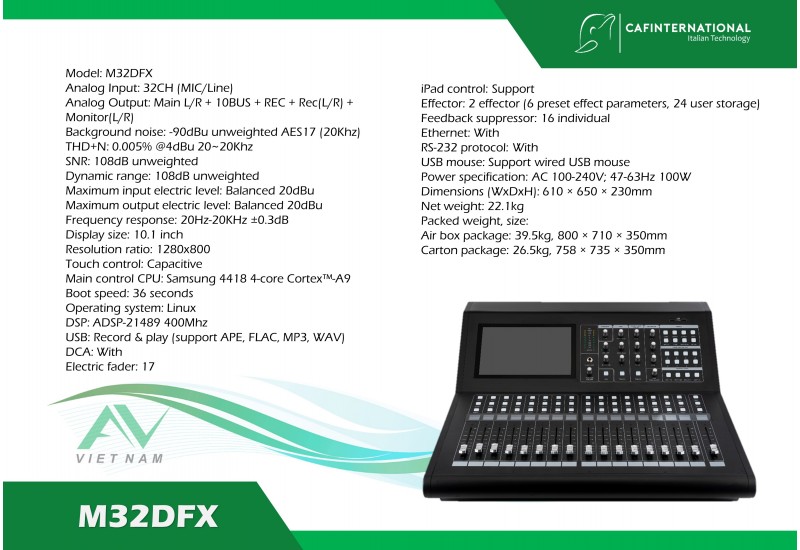 CAFINTERNATIONAL
Italian Technology
Model: M32DFX
Analog Input: 32CH (MIC/Line)
Analog Output: Main L/R + 10BUS + REC + Rec(L/R) +
Monitor(L/R)
Background noise: -90dBu unweighted AES17 (20Khz)
THD+N: 0.005% @4dBu 20~20Khz
SNR: 108dB unweighted
Dynamic range: 108dB unweighted
Maximum input electric level: Balanced 20dBu
Maximum output electric level: Balanced 20dBu
Frequency response: 20Hz-20KHz ±0.3dB
Display size: 10.1 inch
Resolution ratio: 1280x800
Touch control: Capacitive
Main control CPU: Samsung 4418 4-core Cortex™-A9
Boot speed: 36 seconds
Operating system: Linux
DSP: ADSP-21489 400Mhz
USB: Record & play (support APE, FLAC, MP3, WAV)
DCA: With
Electric fader: 17
iPad control: Support
Effector: 2 effector (6 preset effect parameters, 24 user storage)
Feedback suppressor: 16 individual
Ethernet: With
RS-232 protocol: With
USB mouse: Support wired USB mouse
Power specification: AC 100-240V; 47-63Hz 100W
Dimensions (WxDxH): 610 × 650 × 230mm
Net weight: 22.1kg
Packed weight, size:
Air box package: 39.5kg, 800 × 710 × 350mm
Carton package: 26.5kg, 758 × 735 × 350mm
AV
VIET NAM
M32DFX